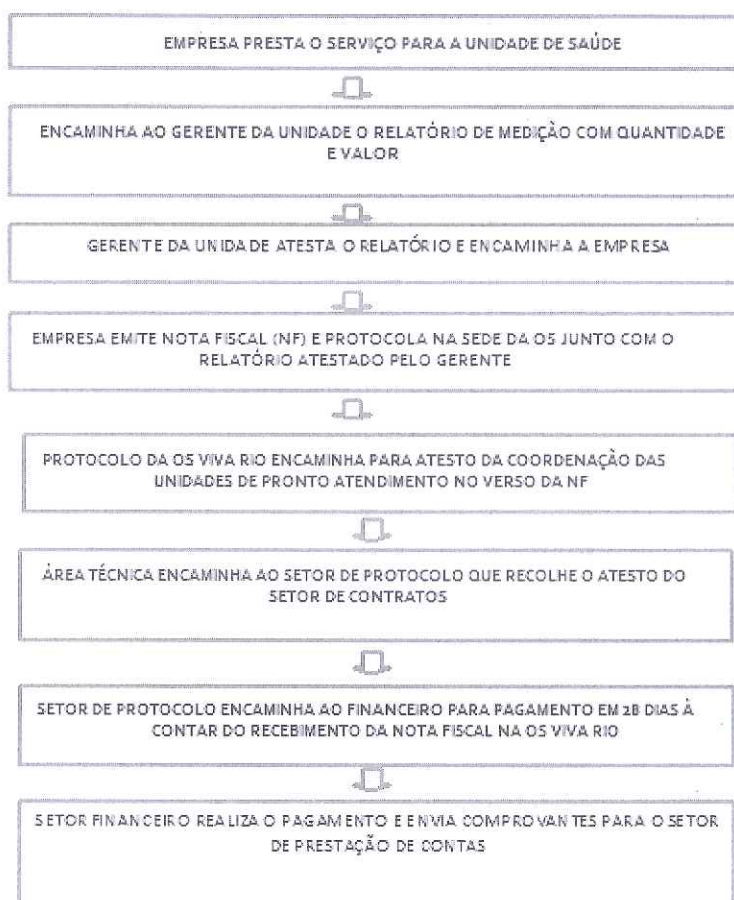 EMPRESA PRESTA O SERVIÇO PARA A UNIDADE DE SAÚDE
ENCAMINHA AO GERENTE DA UNIDADE O RELATÓRIO DE MEDIÇÃO COM QUANTIDADE
E VALOR
GERENTE DA UNIDADE ATESTA O RELATÓRIO E ENCAMINHA A EMPRESA
EMPRESA EMITE NOTA FISCAL (NF) E PROTOCOLA NA SEDE DA OS JUNTO COM O
RELATÓRIO ATESTADO PELO GERENTE
PROTOCOLO DA OS VIVA RIO ENCAMINHA PARA ATESTO DA COORDENAÇÃO DAS
UNIDADES DE PRONTO ATENDIMENTO NO VERSO DA NF
ÁREA TÉCNICA ENCAMINHA AO SETOR DE PROTOCOLO QUE RECOLHE O ATESTO DO
SETOR DE CONTRATOS
SETOR DE PROTOCOLO ENCAMINHA AO FINANCEIRO PARA PAGAMENTO EM 28 DIAS À
CONTAR DO RECEBIMENTO DA NOTA FISCAL NA OS VIVA RIO
SETOR FINANCEIRO REALIZA O PAGAMENTO E ENVIA COMPROVANTES PARA O SETOR
DE PRESTAÇÃO DE CONTAS